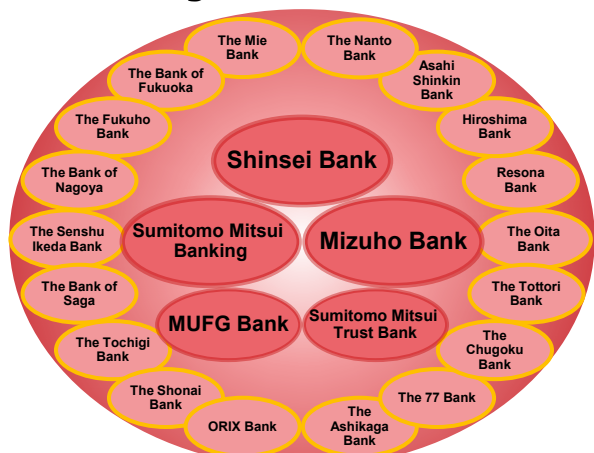 The Mie
Bank
The Nanto
Bank
The Bank of
Fukuoka
Asahi
Shinkin
Bank
The Fukuho
Bank
Hiroshima
Bank
Shinsei Bank
The Bank of
Nagoya
Resona
Bank
The Senshu
Ikeda Bank
Sumitomo Mitsui
Banking
Mizuho Bank
The Oita
Bank
The Bank of
Saga
The Tottori
Bank
MUFG Bank
Sumitomo Mitsui
Trust Bank
The Tochigi
Bank
The
Chugoku
Bank
The Shonai
Bank
The 77 Bank
ORIX Bank
The
Ashikaga
Bank